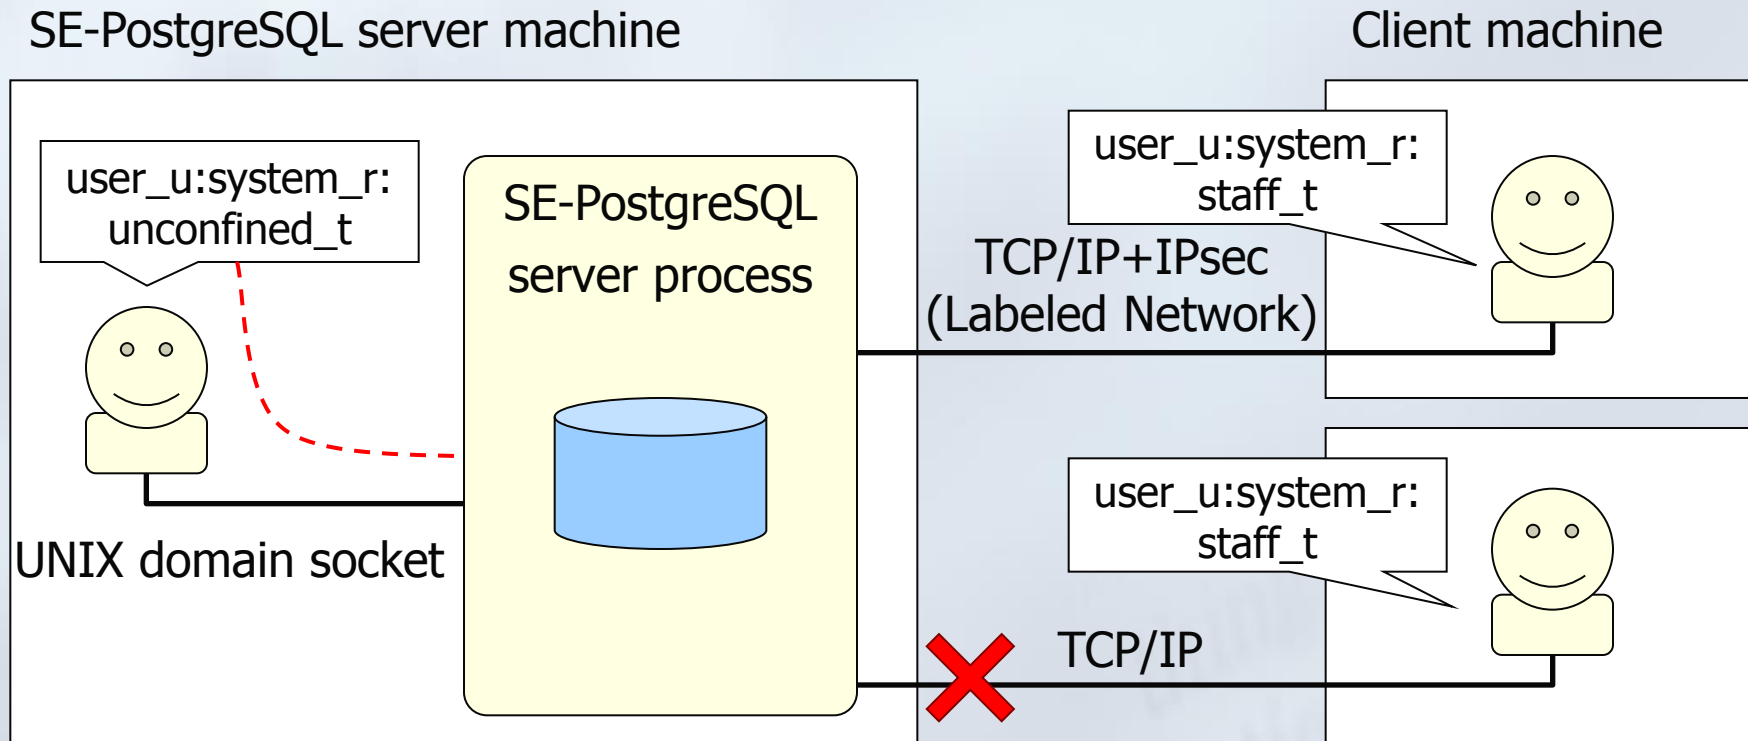 SE-PostgreSQL server machine
Client machine
user_u:system_r:
unconfined_t
SE-PostgreSQL
server process
UNIX domain socket
TCP/IP+IPsec
(Labeled Network)
user_u:system_r:
staff_t
user_u:system_r:
staff_t
TCP/IP